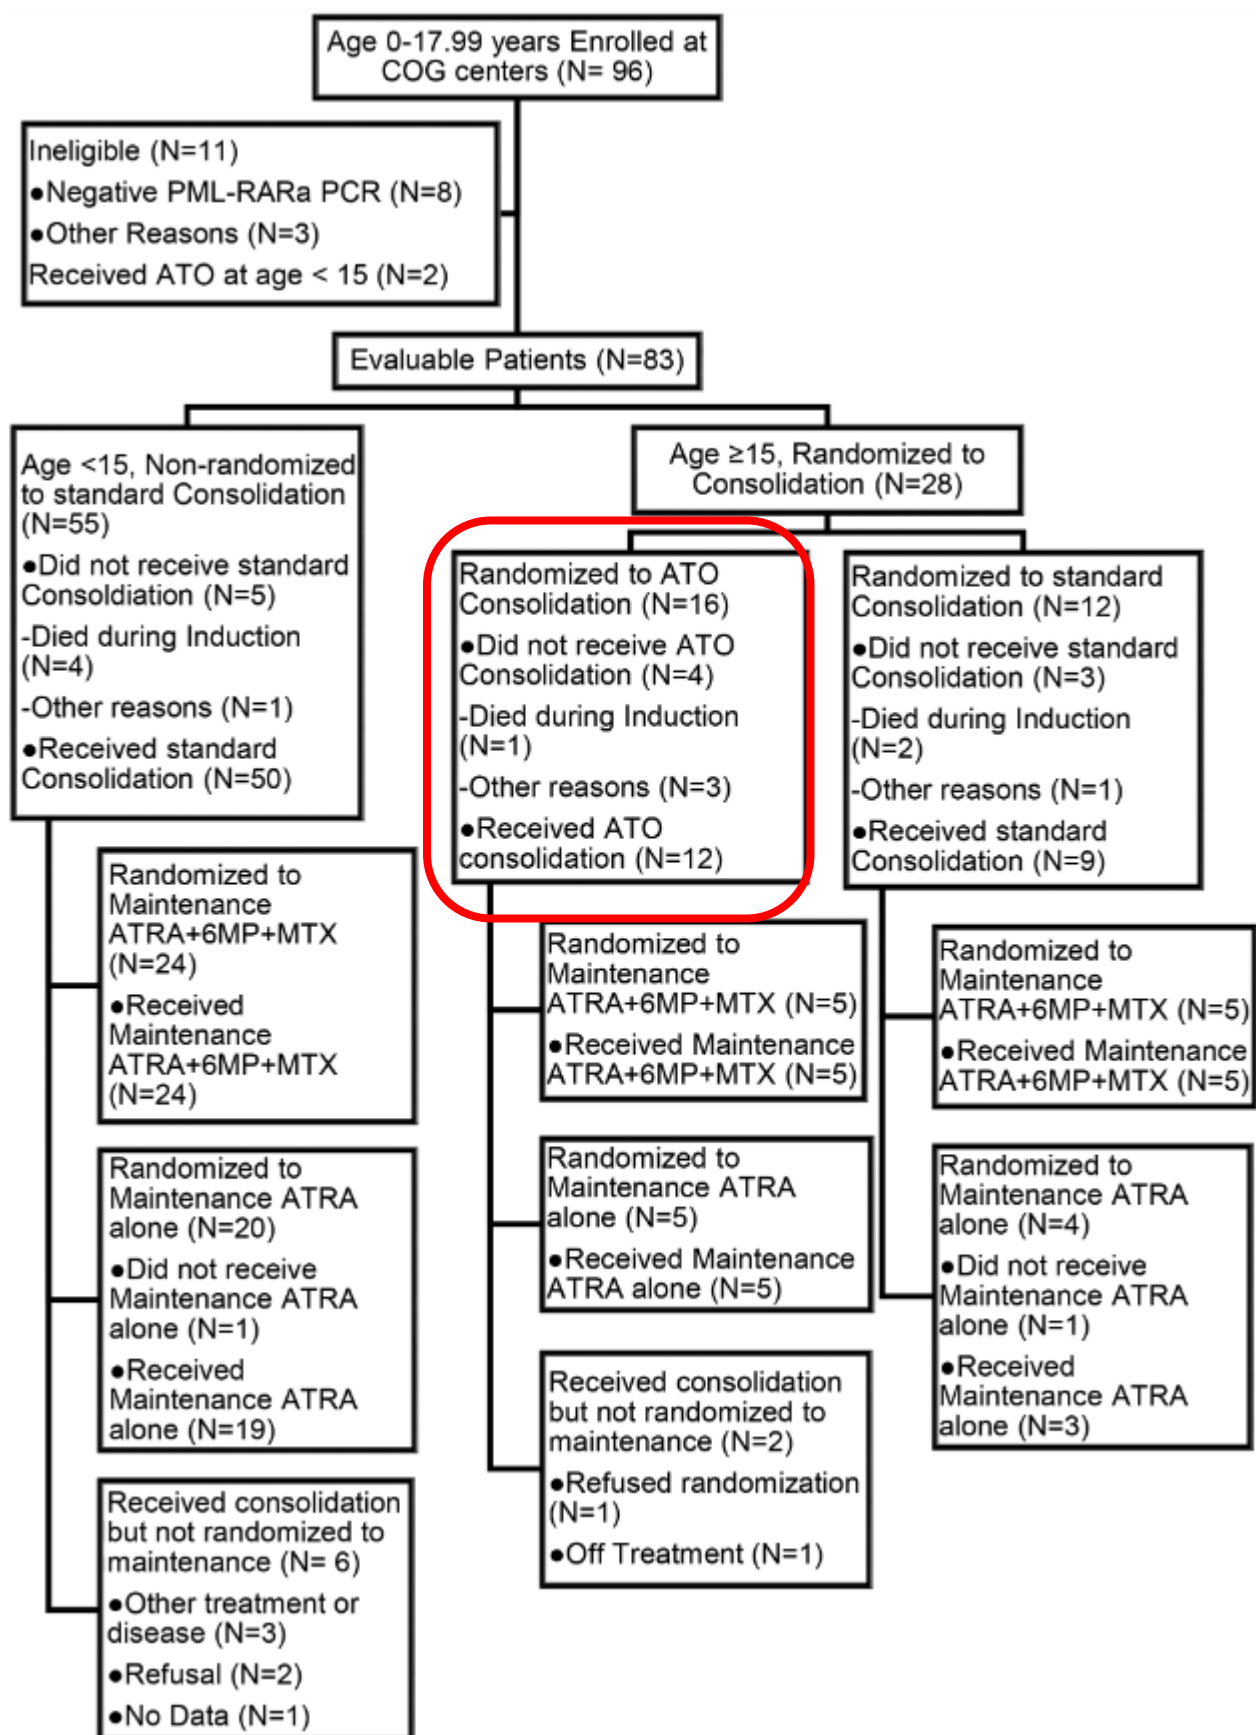 Age 0-17.99 years Enrolled at
COG centers (N= 96)
Ineligible (N=11)
●Negative PML-RARa PCR (N=8)
●Other Reasons (N=3)
Received ATO at age < 15 (N=2)
Evaluable Patients (N=83)
Age <15, Non-randomized
to standard Consolidation
(N=55)
●Did not receive standard
Consoldiation (N=5)
-Died during Induction
(N=4)
-Other reasons (N=1)
●Received standard
Consolidation (N=50)
Randomized to
Maintenance
ATRA+6MP+MTX
(N=24)
●Received
Maintenance
ATRA+6MP+MTX
(N=24)
Randomized to
Maintenance ATRA
alone (N=20)
●Did not receive
Maintenance ATRA
alone (N=1)
●Received
Maintenance ATRA
alone (N=19)
Received consolidation
but not randomized to
maintenance (N= 6)
●Other treatment or
disease (N=3)
●Refusal (N=2)
●No Data (N=1)
Age ≥15, Randomized to
Consolidation (N=28)
Randomized to ATO
Consolidation (N=16)
●Did not receive ATO
Consolidation (N=4)
-Died during Induction
(N=1)
-Other reasons (N=3)
●Received ATO
consolidation (N=12)
Randomized to
Maintenance
ATRA+6MP+MTX (N=5)
●Received Maintenance
ATRA+6MP+MTX (N=5)
Randomized to
Maintenance ATRA
alone (N=5)
●Received Maintenance
ATRA alone (N=5)
Received consolidation
but not randomized to
maintenance (N=2)
●Refused randomization
(N=1)
●Off Treatment (N=1)
Randomized to standard
Consolidation (N=12)
●Did not receive standard
Consolidation (N=3)
-Died during Induction
(N=2)
-Other reasons (N=1)
●Received standard
Consolidation (N=9)
Randomized to
Maintenance
ATRA+6MP+MTX (N=5)
●Received Maintenance
ATRA+6MP+MTX (N=5)
Randomized to
Maintenance ATRA
alone (N=4)
●Did not receive
Maintenance ATRA
alone (N=1)
●Received
Maintenance ATRA
alone (N=3)